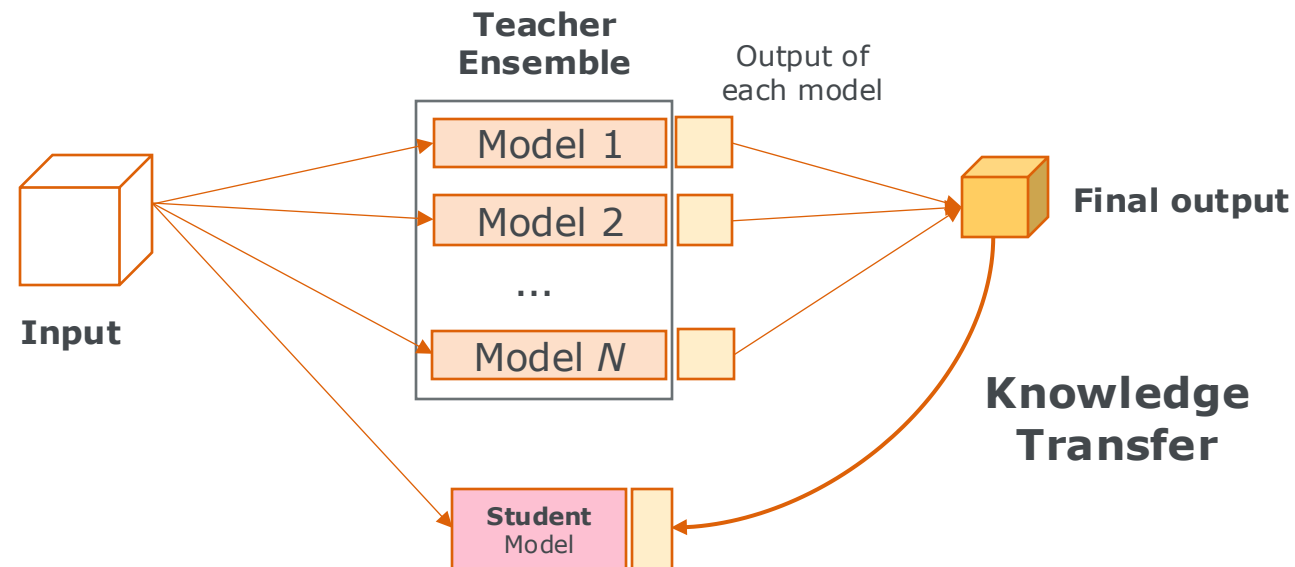 Teacher
Ensemble
Output of
each model
Model 1
Model 2
...
Model N
Input
Final output
Knowledge
Transfer
Student
Model